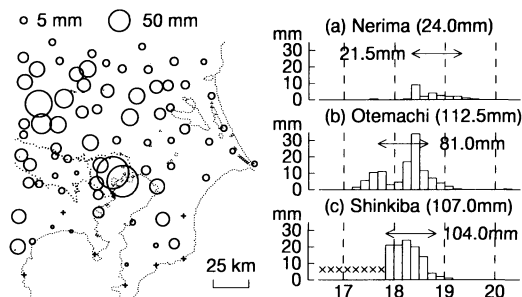 5 mm 50 mm
25 km
(a) Nerima (24.0mm)
mm
30
20
10
0
21.5mm
(b) Otemachi (112.5mm)
mm
30
20
10
0
81.0mm
(c) Shinkiba (107.0mm)
mm
30
20
10
0
104.0mm
××××××××
17 18 19 20